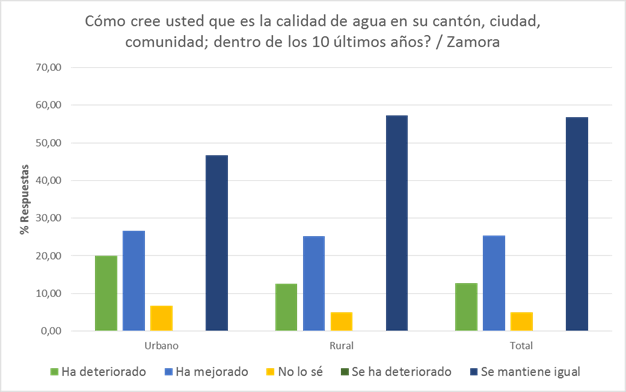 Cómo cree usted que es la calidad de agua en su cantón, ciudad,
comunidad; dentro de los 10 últimos años? / Zamora
70,00
60,00
50,00
40,00
30,00
20,00
10,00
0,00
% Respuestas
Urbano Rural Total
Ha deteriorado Ha mejorado No lo sé Se ha deteriorado Se mantiene igual